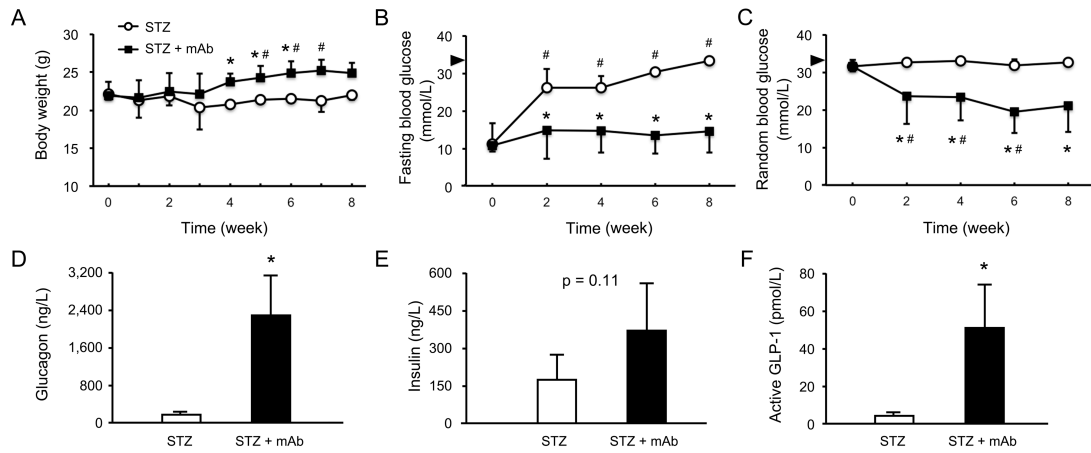 A
STZ
STZ + mAb
Body weight (g)
30
25
20
15
10
* *# *# #
0 2 4 6 8
Time (week)
B
Fasting blood glucose
(mmol/L)
40
30
20
10
0
# # # #
* * * *
0 2 4 6 8
Time (week)
C
Random blood glucose
(mmol/L)
40
30
20
10
0
*# *# *# *
0 2 4 6 8
Time (week)
D
Glucagon (ng/L)
3,200
2,400
1,600
800
0
*
STZ STZ + mAb
E
Insulin (ng/L)
600
450
300
150
0
p = 0.11
STZ STZ + mAb
F
Active GLP-1 (pmol/L)
80
60
40
20
0
*
STZ STZ + mAb